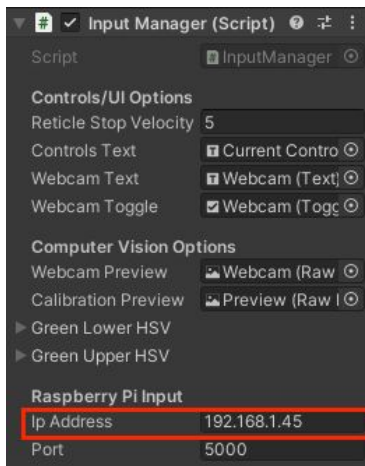 # Input Manager (Script)
Script InputManager
Controls/UI Options
Reticle Stop Velocity 5
Controls Text Current Contro
Webcam Text Webcam (Text)
Webcam Toggle Webcam (Togg
Computer Vision Options
Webcam Preview Webcam (Raw
Calibration Preview Preview (Raw I
Green Lower HSV
Green Upper HSV
Raspberry Pi Input
Ip Address 192.168.1.45
Port 5000